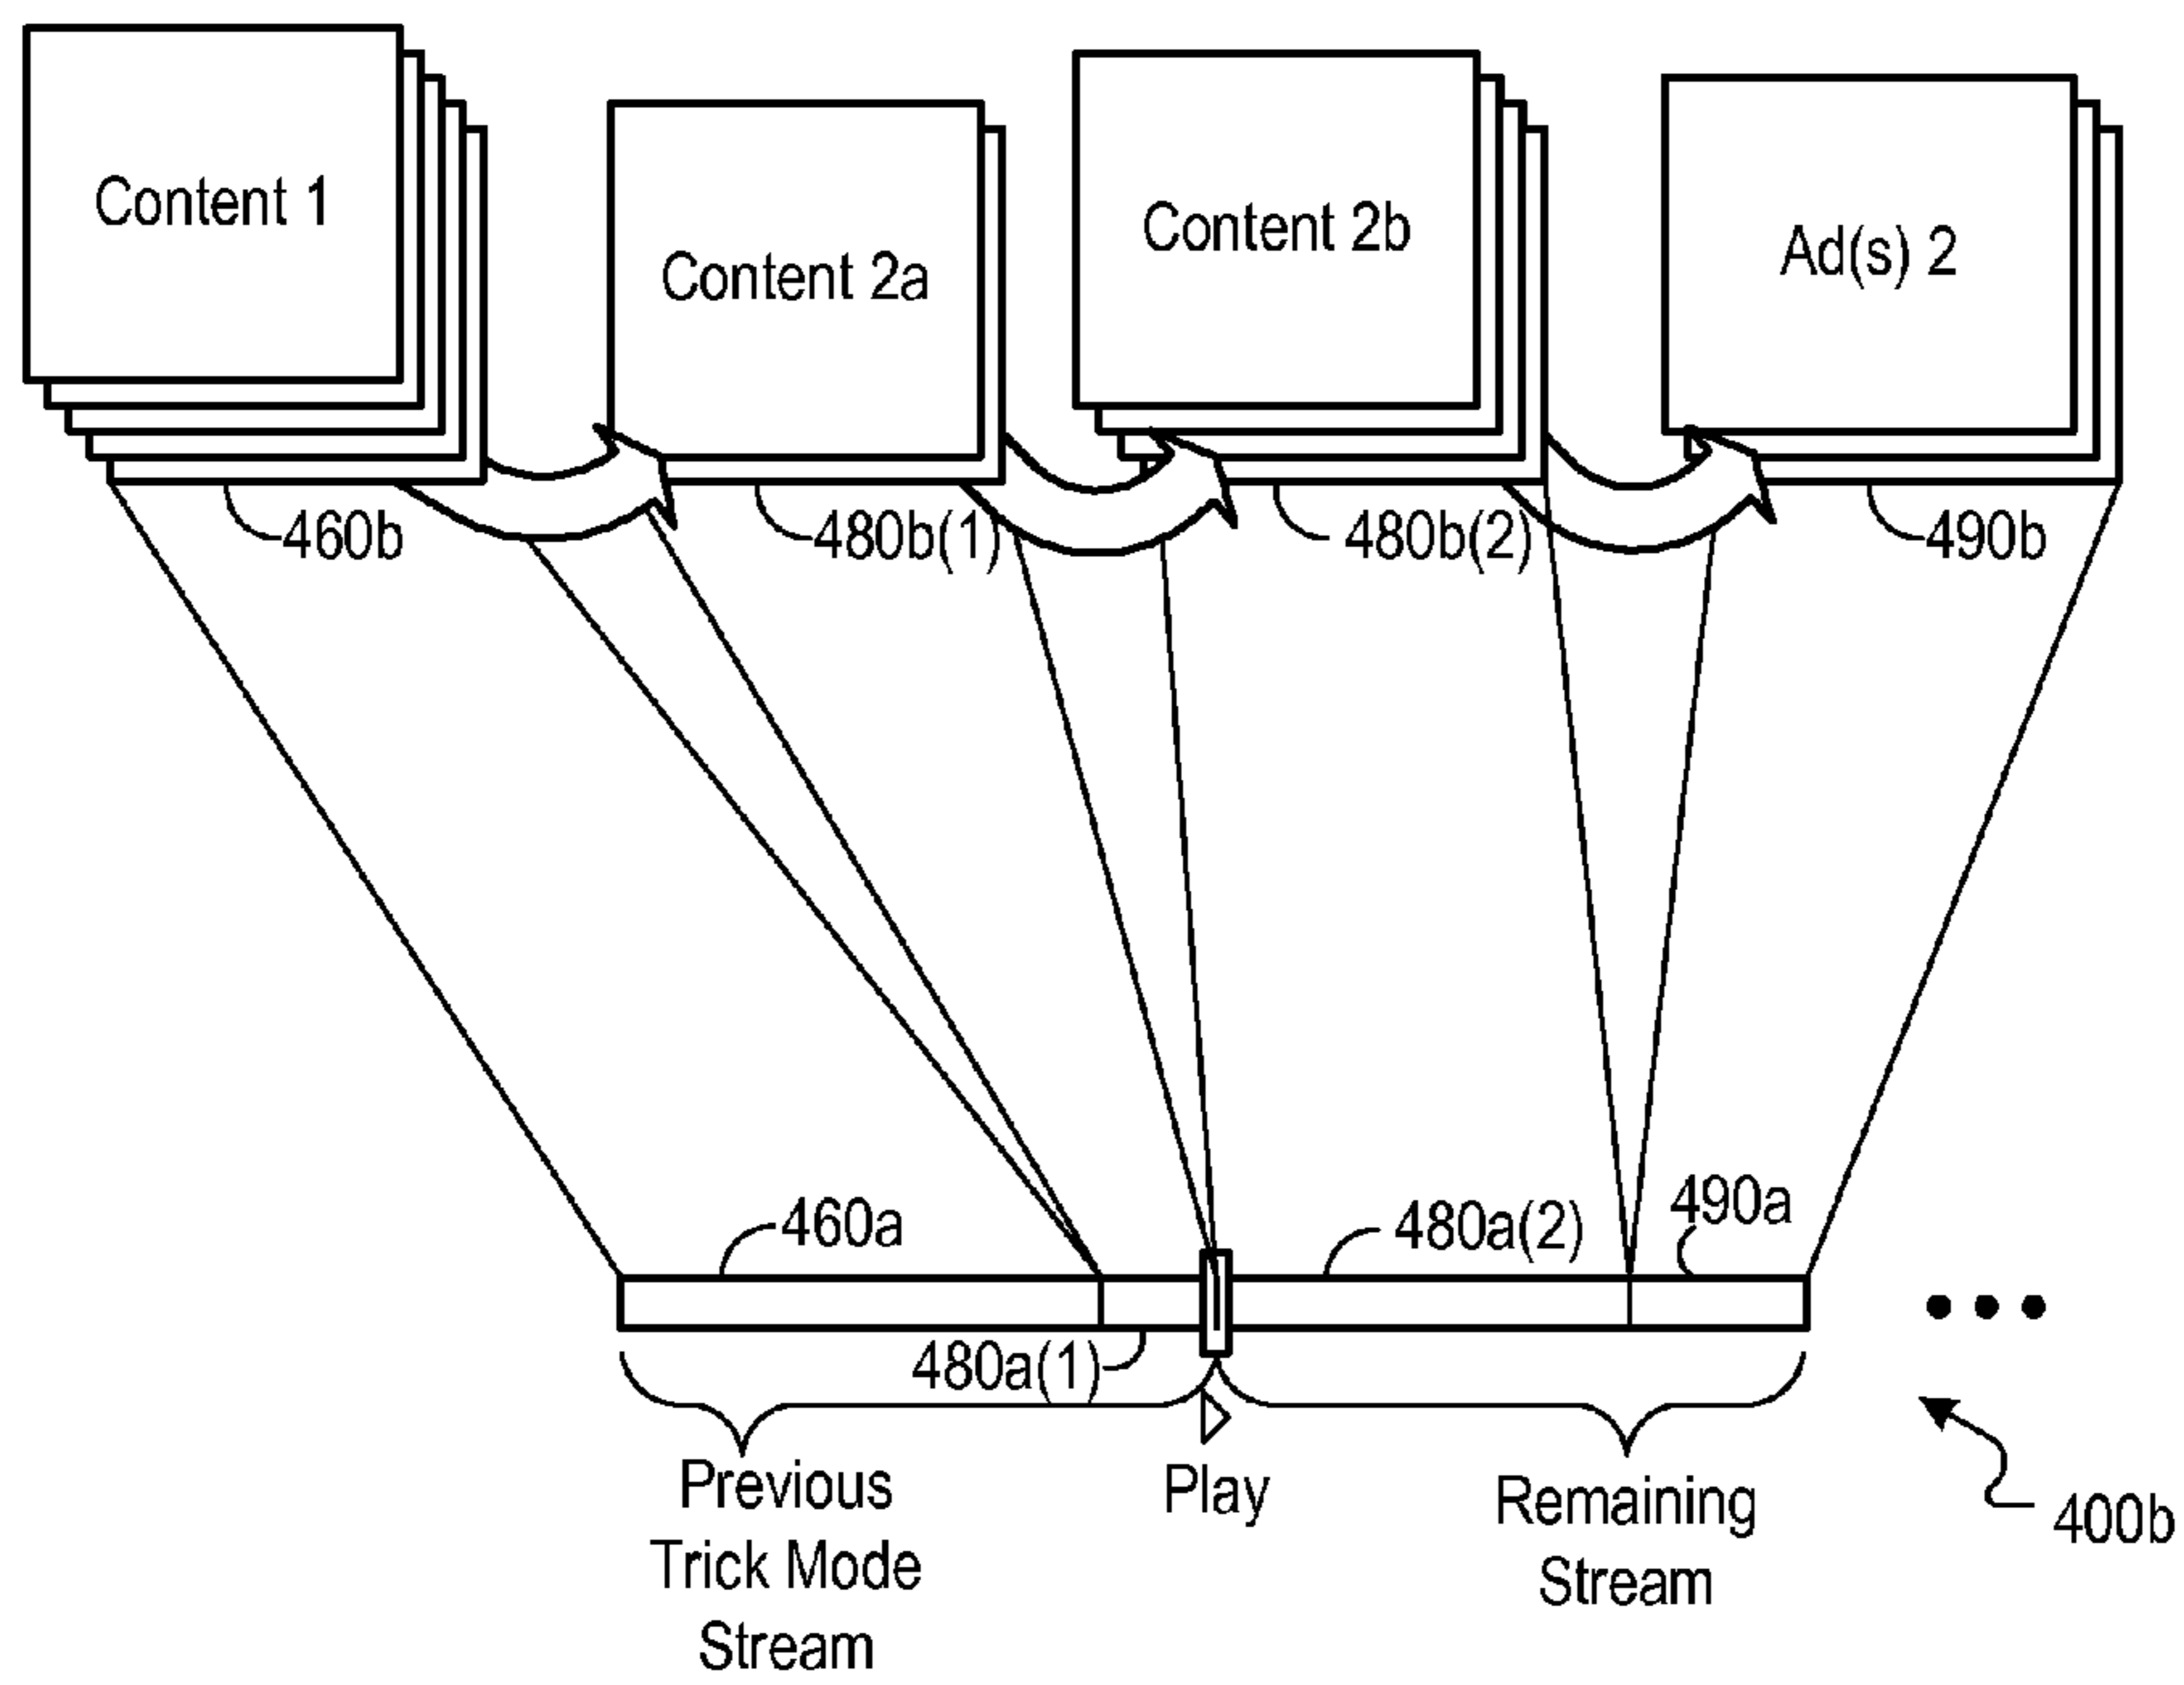 Content 1
Content 2a
Content 2b
Ad(s) 2
460b
480b(1)
480b(2)
490b
460a
480a(2)
490a
480a(1)
Previous
Trick Mode
Stream
Play
Remaining
Stream
400b